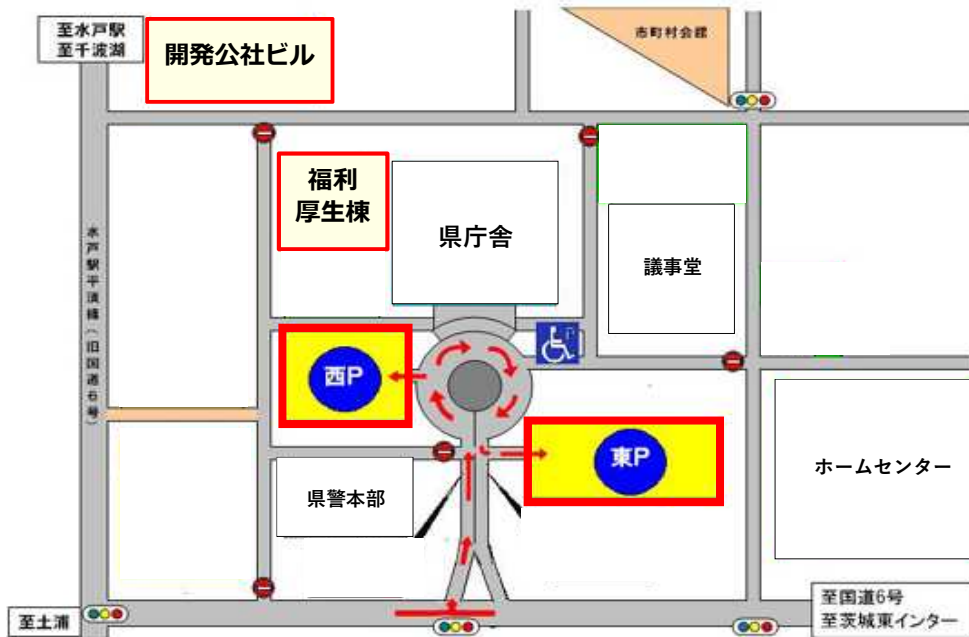 至水戸駅
至千波湖
開発公社ビル
市町村会館
福利
厚生棟
県庁舎
議事堂
水戸駅平須線(旧国道6号)
西P
東P
ホームセンター
県警本部
至土浦
至国道6号
至茨城東インター